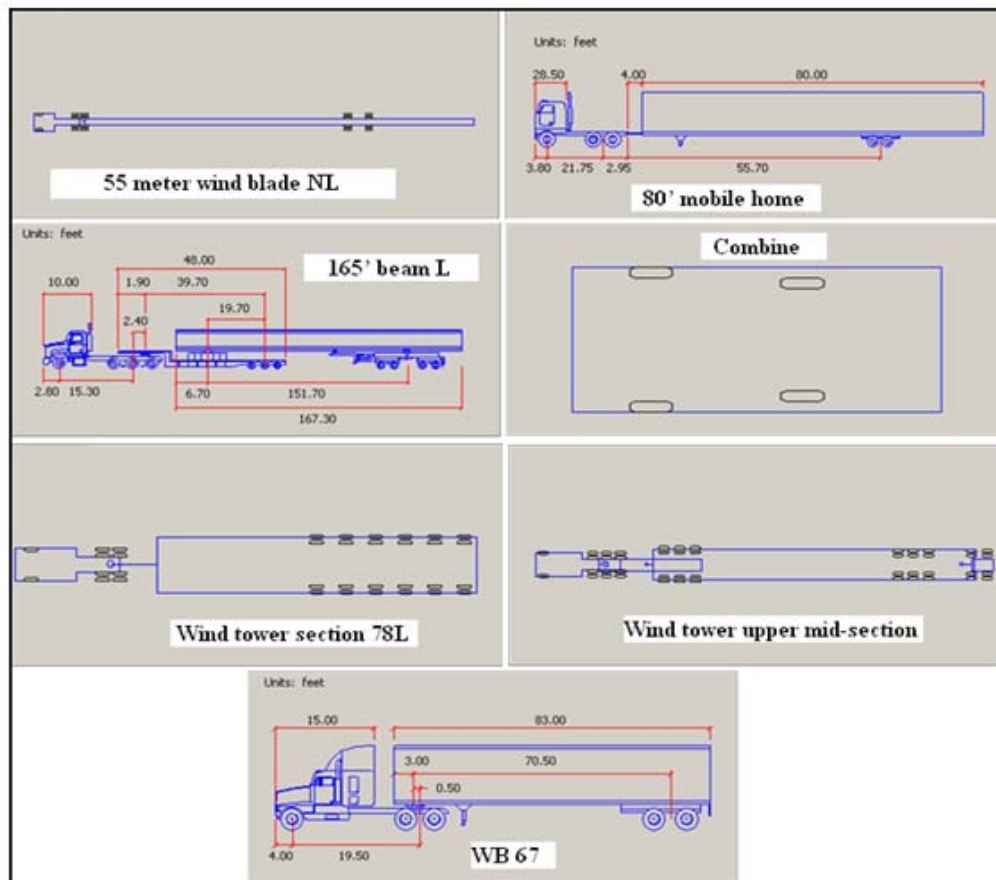 55 meter wind blade NL
Units: feet
28.50
4.00
80.00
3.80
21.75
2.95
55.70
80' mobile home
Units: feet
165' beam L
48.00
10.00
1.90
39.70
19.70
2.40
2.80
15.30
6.70
151.70
167.30
Combine
Wind tower section 78L
Wind tower upper mid-section
Units: feet
15.00
83.00
3.00
70.50
0.50
4.00
19.50
WB 67